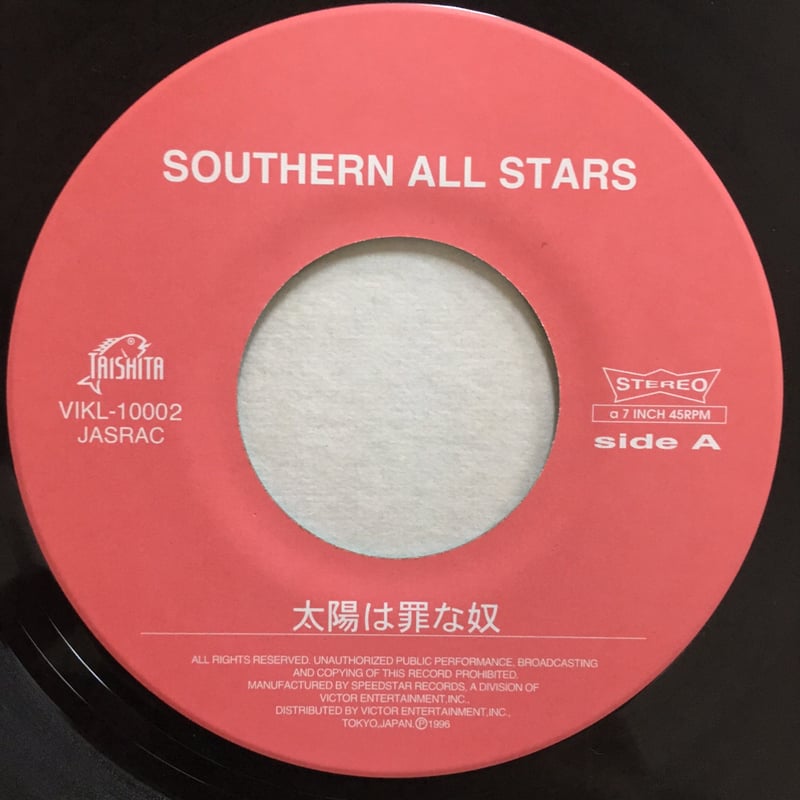 SOUTHERN ALL STARS
TAISHITA
VIKL-10002
JASRAC
STEREO
a 7 INCH 45RPM
side A
太陽は罪な奴
ALL RIGHTS RESERVED. UNAUTHORIZED PUBLIC PERFORMANCE, BROADCASTING
AND COPYING OF THIS RECORD PROHIBITED.
MANUFACTURED BY SPEEDSTAR RECORDS, A DIVISION OF
VICTOR ENTERTAINMENT,INC.,
DISTRIBUTED BY VICTOR ENTERTAINMENT,INC.,
TOKYO,JAPAN.Ⓟ1996